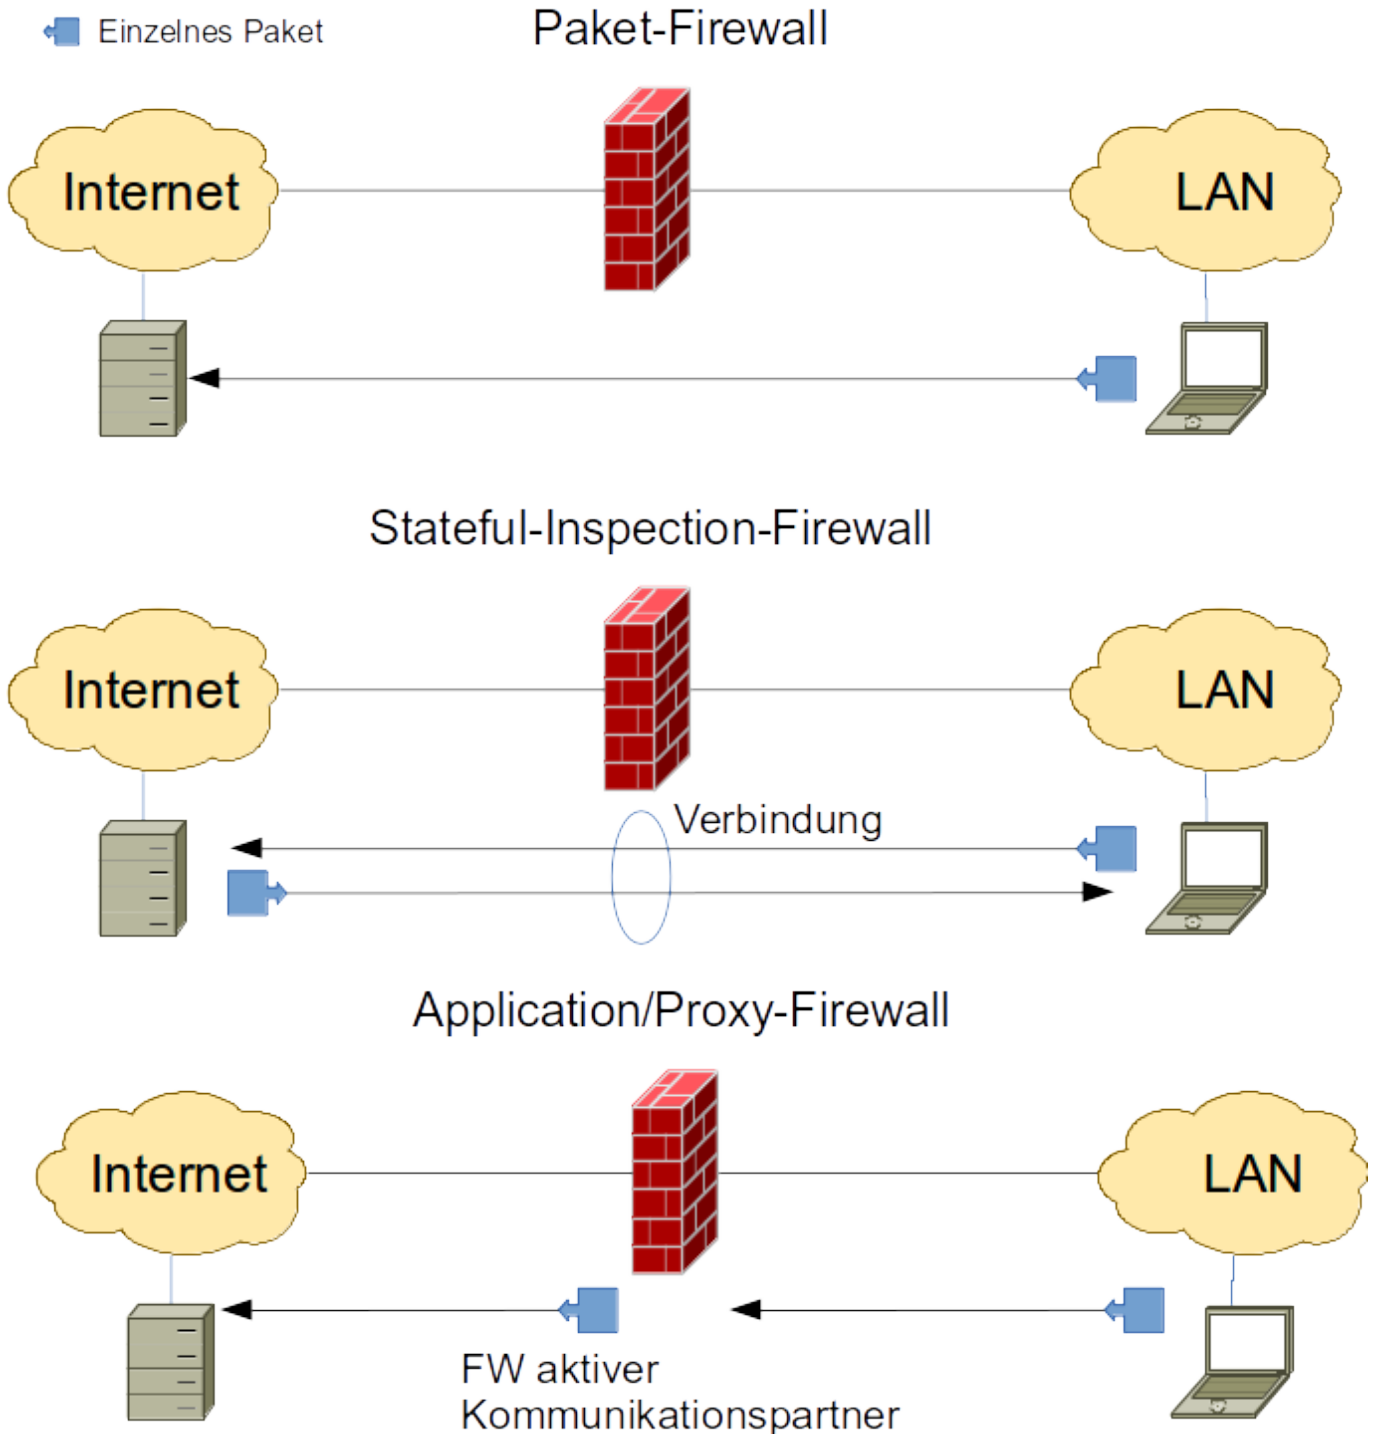 Einzelnes Paket
Paket-Firewall
Internet
LAN
Stateful-Inspection-Firewall
Internet
LAN
Verbindung
Application/Proxy-Firewall
Internet
LAN
FW aktiver
Kommunikationspartner